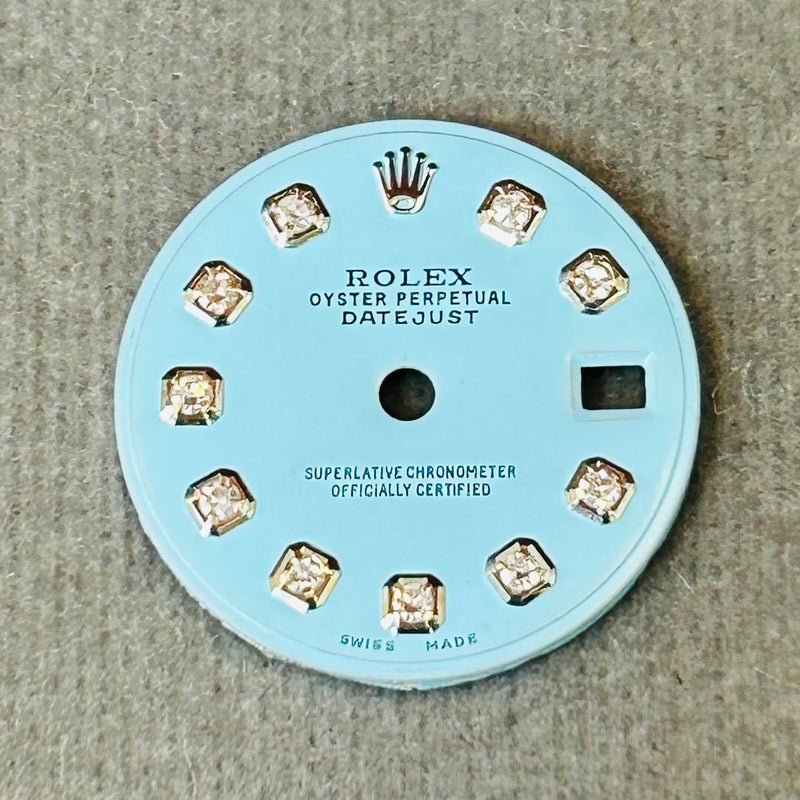 ROLEX
OYSTER PERPETUAL
DATEJUST
SUPERLATIVE CHRONOMETER
OFFICIALLY CERTIFIED
SWISS MADE